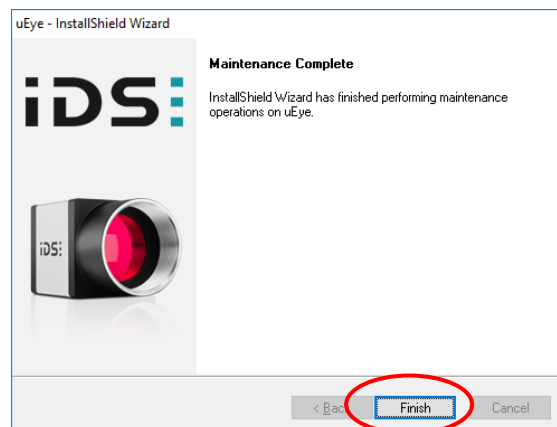 uEye - InstallShield Wizard
iDS:
Maintenance Complete
InstallShield Wizard has finished performing maintenance
operations on uEye.
iDS:
< Back
Finish
Cancel